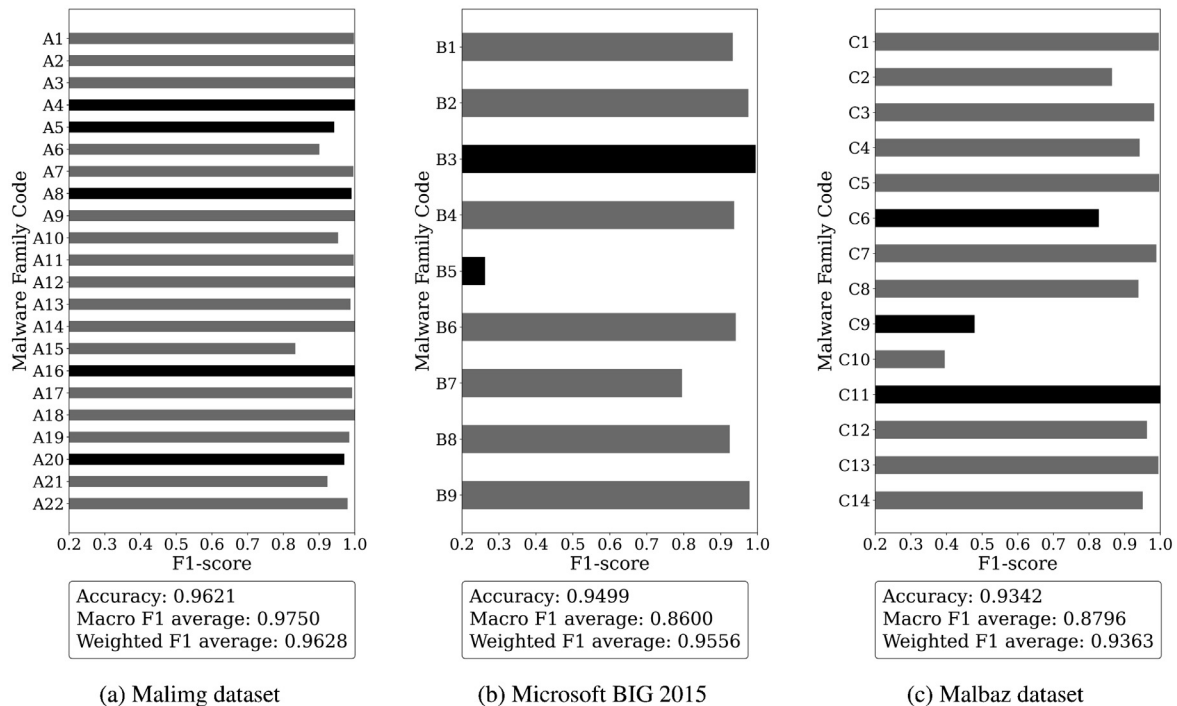 Malware Family Code
A1
A2
A3
A4
A5
A6
A7
A8
A9
A10
A11
A12
A13
A14
A15
A16
A17
A18
A19
A20
A21
A22
0.2 0.3 0.4 0.5 0.6 0.7 0.8 0.9 1.0
F1-score
Accuracy: 0.9621
Macro F1 average: 0.9750
Weighted F1 average: 0.9628
(a) Malimg dataset
Malware Family Code
B1
B2
B3
B4
B5
B6
B7
B8
B9
0.2 0.3 0.4 0.5 0.6 0.7 0.8 0.9 1.0
F1-score
Accuracy: 0.9499
Macro F1 average: 0.8600
Weighted F1 average: 0.9556
(b) Microsoft BIG 2015
Malware Family Code
C1
C2
C3
C4
C5
C6
C7
C8
C9
C10
C11
C12
C13
C14
0.2 0.3 0.4 0.5 0.6 0.7 0.8 0.9 1.0
F1-score
Accuracy: 0.9342
Macro F1 average: 0.8796
Weighted F1 average: 0.9363
(c) Malbaz dataset